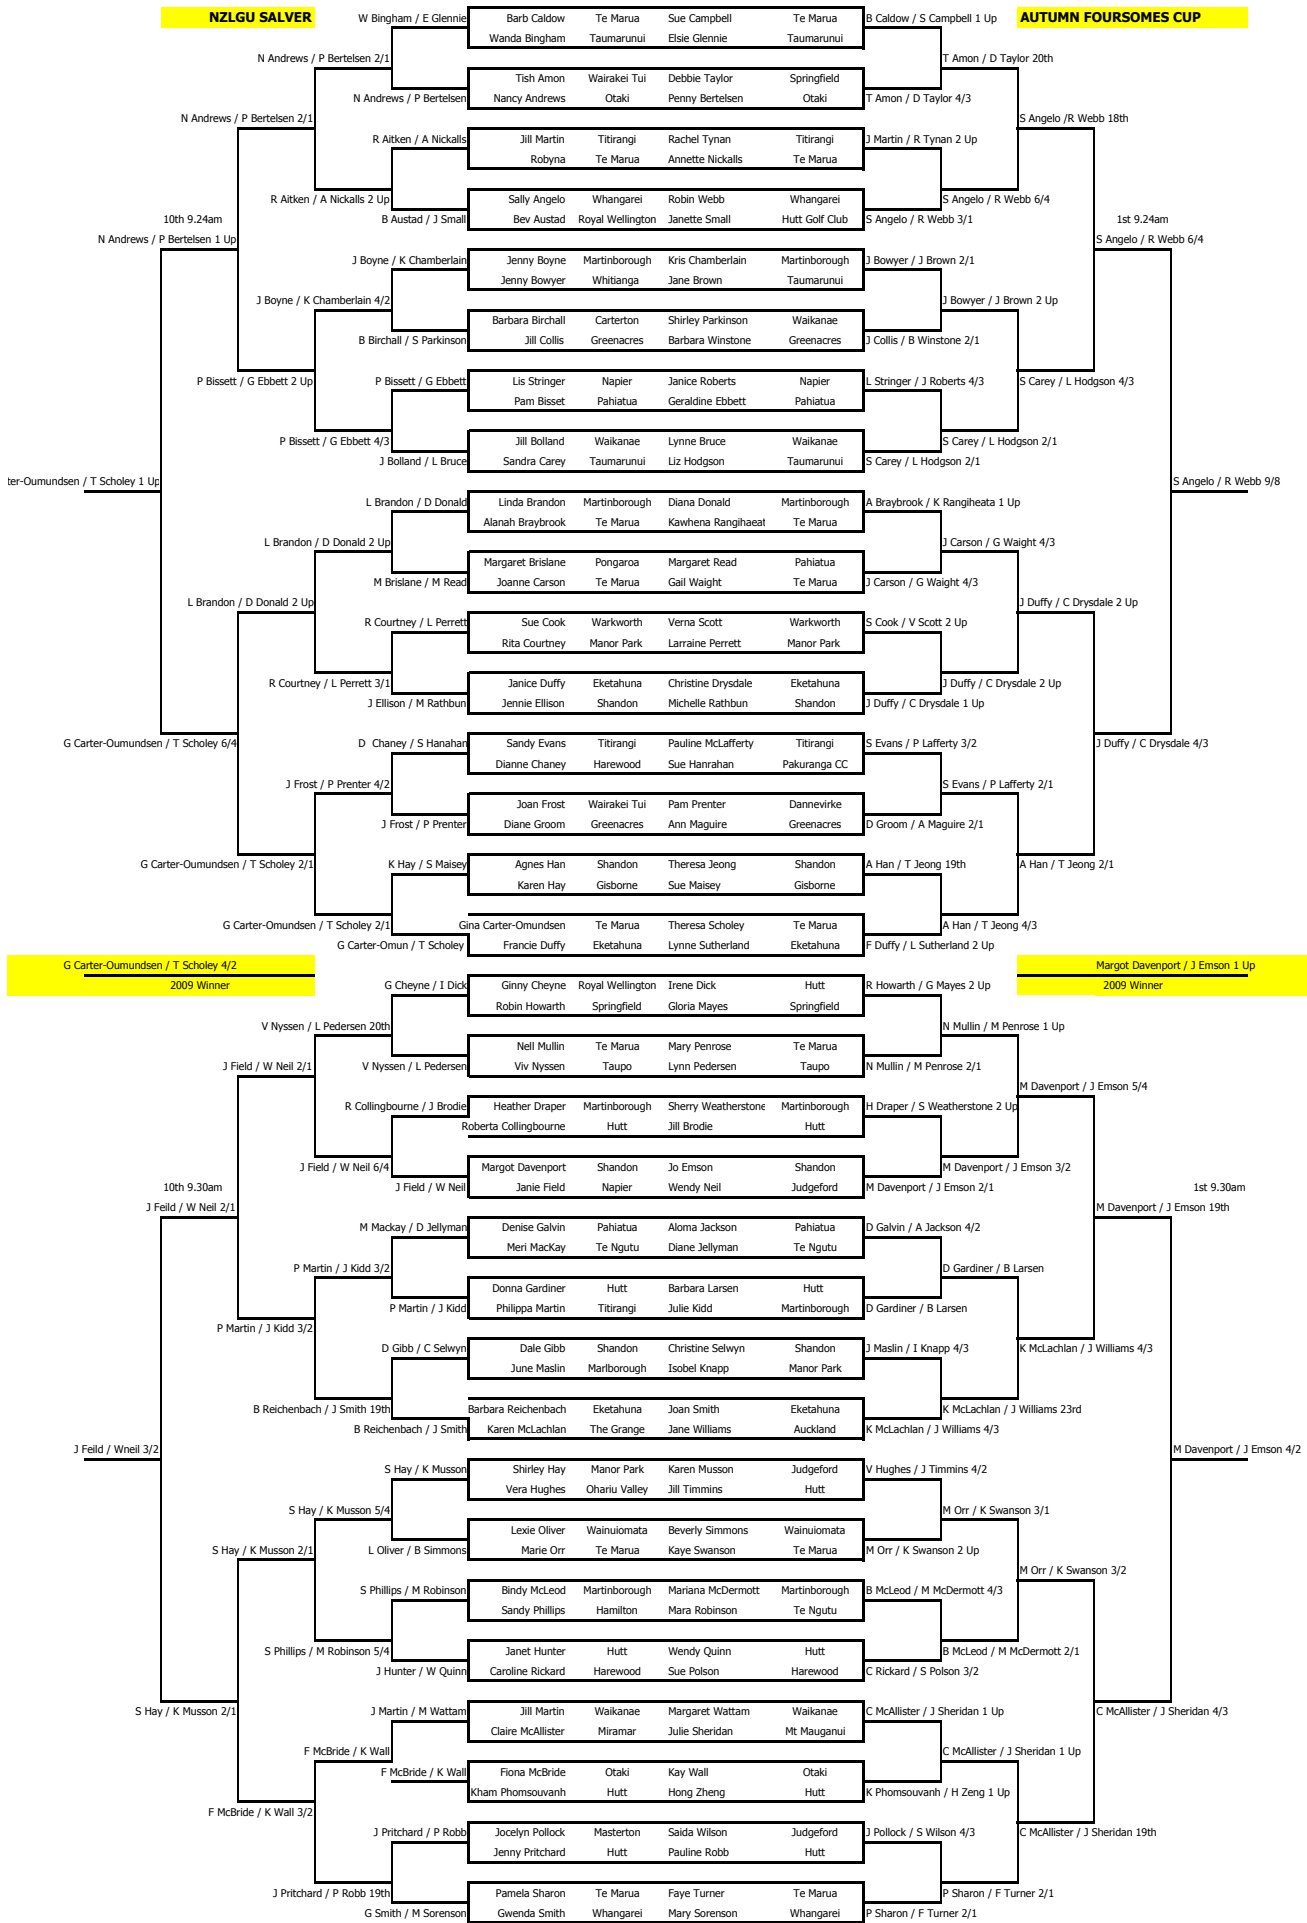 NZLGU SALVER W Bingham / E Glennie Barb Caldow Te Marua Sue Campbell Te Marua B Caldow / S Campbell 1 Up AUTUMN FOURSOMES CUP
Wanda Bingham Taumarunui Elsie Glennie Taumarunui
N Andrews / P Bertelsen 2/1 T Amon / D Taylor 20th
Tish Amon Wairakei Tui Debbie Taylor Springfield
N Andrews / P Bertelsen Nancy Andrews Otaki Penny Bertelsen Otaki T Amon / D Taylor 4/3
N Andrews / P Bertelsen 2/1 S Angelo /R Webb 18th
R Aitken / A Nickalls Jill Martin Titirangi Rachel Tynan Titirangi J Martin / R Tynan 2 Up
Robyna Te Marua Annette Nickalls Te Marua
R Aitken / A Nickalls 2 Up Sally Angelo Whangarei Robin Webb Whangarei S Angelo / R Webb 6/4
10th 9.24am B Austad / J Small Bev Austad Royal Wellington Janette Small Hutt Golf Club S Angelo / R Webb 3/1 1st 9.24am
N Andrews / P Bertelsen 1 Up S Angelo / R Webb 6/4
J Boyne / K Chamberlain Jenny Boyne Martinborough Kris Chamberlain Martinborough J Bowyer / J Brown 2/1
Jenny Bowyer Whitianga Jane Brown Taumarunui
J Boyne / K Chamberlain 4/2 J Bowyer / J Brown 2 Up
Barbara Birchall Carterton Shirley Parkinson Waikanae
B Birchall / S Parkinson Jill Collis Greenacres Barbara Winstone Greenacres J Collis / B Winstone 2/1
P Bissett / G Ebbett 2 Up P Bissett / G Ebbett Lis Stringer Napier Janice Roberts Napier L Stringer / J Roberts 4/3 S Carey / L Hodgson 4/3
Pam Bisset Pahiatua Geraldine Ebbett Pahiatua
P Bissett / G Ebbett 4/3 Jill Bolland Waikanae Lynne Bruce Waikanae S Carey / L Hodgson 2/1
J Bolland / L Bruce Sandra Carey Taumarunui Liz Hodgson Taumarunui S Carey / L Hodgson 2/1
ter-Oumundsen / T Scholey 1 Up S Angelo / R Webb 9/8
L Brandon / D Donald Linda Brandon Martinborough Diana Donald Martinborough A Braybrook / K Rangiheata 1 Up
Alanah Braybrook Te Marua Kawhena Rangihaeat Te Marua
L Brandon / D Donald 2 Up J Carson / G Waight 4/3
Margaret Brislane Pongaroa Margaret Read Pahiatua
M Brislane / M Read Joanne Carson Te Marua Gail Waight Te Marua J Carson / G Waight 4/3
L Brandon / D Donald 2 Up J Duffy / C Drysdale 2 Up
R Courtney / L Perrett Sue Cook Warkworth Verna Scott Warkworth S Cook / V Scott 2 Up
Rita Courtney Manor Park Larraine Perrett Manor Park
R Courtney / L Perrett 3/1 Janice Duffy Eketahuna Christine Drysdale Eketahuna J Duffy / C Drysdale 2 Up
J Ellison / M Rathbun Jennie Ellison Shandon Michelle Rathbun Shandon J Duffy / C Drysdale 1 Up
G Carter-Oumundsen / T Scholey 6/4 D Chaney / S Hanahan Sandy Evans Titirangi Pauline McLafferty Titirangi S Evans / P Lafferty 3/2 J Duffy / C Drysdale 4/3
Dianne Chaney Harewood Sue Hanrahan Pakuranga CC
J Frost / P Prenter 4/2 S Evans / P Lafferty 2/1
Joan Frost Wairakei Tui Pam Prenter Dannevirke
J Frost / P Prenter Diane Groom Greenacres Ann Maguire Greenacres D Groom / A Maguire 2/1
G Carter-Oumundsen / T Scholey 2/1 K Hay / S Maisey Agnes Han Shandon Theresa Jeong Shandon A Han / T Jeong 19th A Han / T Jeong 2/1
Karen Hay Gisborne Sue Maisey Gisborne
G Carter-Omundsen / T Scholey 2/1 Gina Carter-Omundsen Te Marua Theresa Scholey Te Marua A Han / T Jeong 4/3
G Carter-Omun / T Scholey Francie Duffy Eketahuna Lynne Sutherland Eketahuna F Duffy / L Sutherland 2 Up
G Carter-Oumundsen / T Scholey 4/2 Margot Davenport / J Emson 1 Up
2009 Winner G Cheyne / I Dick Ginny Cheyne Royal Wellington Irene Dick Hutt R Howarth / G Mayes 2 Up 2009 Winner
Robin Howarth Springfield Gloria Mayes Springfield
V Nyssen / L Pedersen 20th N Mullin / M Penrose 1 Up
Nell Mullin Te Marua Mary Penrose Te Marua
J Field / W Neil 2/1 V Nyssen / L Pedersen Viv Nyssen Taupo Lynn Pedersen Taupo N Mullin / M Penrose 2/1
M Davenport / J Emson 5/4
R Collingbourne / J Brodie Heather Draper Martinborough Sherry Weatherstone Martinborough H Draper / S Weatherstone 2 Up
Roberta Collingbourne Hutt Jill Brodie Hutt
J Field / W Neil 6/4 Margot Davenport Shandon Jo Emson Shandon M Davenport / J Emson 3/2
10th 9.30am J Field / W Neil Janie Field Napier Wendy Neil Judgeford M Davenport / J Emson 2/1 1st 9.30am
J Feild / W Neil 2/1 M Davenport / J Emson 19th
M Mackay / D Jellyman Denise Galvin Pahiatua Aloma Jackson Pahiatua D Galvin / A Jackson 4/2
Meri MacKay Te Ngutu Diane Jellyman Te Ngutu
P Martin / J Kidd 3/2 D Gardiner / B Larsen
Donna Gardiner Hutt Barbara Larsen Hutt
P Martin / J Kidd Philippa Martin Titirangi Julie Kidd Martinborough D Gardiner / B Larsen
P Martin / J Kidd 3/2 D Gibb / C Selwyn Dale Gibb Shandon Christine Selwyn Shandon J Maslin / I Knapp 4/3 K McLachlan / J Williams 4/3
June Maslin Marlborough Isobel Knapp Manor Park
B Reichenbach / J Smith 19th Barbara Reichenbach Eketahuna Joan Smith Eketahuna K McLachlan / J Williams 23rd
B Reichenbach / J Smith Karen McLachlan The Grange Jane Williams Auckland K McLachlan / J Williams 4/3
J Feild / Wneil 3/2 M Davenport / J Emson 4/2
S Hay / K Musson Shirley Hay Manor Park Karen Musson Judgeford V Hughes / J Timmins 4/2
Vera Hughes Ohariu Valley Jill Timmins Hutt
S Hay / K Musson 5/4 M Orr / K Swanson 3/1
Lexie Oliver Wainuiomata Beverly Simmons Wainuiomata
S Hay / K Musson 2/1 L Oliver / B Simmons Marie Orr Te Marua Kaye Swanson Te Marua M Orr / K Swanson 2 Up
M Orr / K Swanson 3/2
S Phillips / M Robinson Bindy McLeod Martinborough Mariana McDermott Martinborough B McLeod / M McDermott 4/3
Sandy Phillips Hamilton Mara Robinson Te Ngutu
S Phillips / M Robinson 5/4 Janet Hunter Hutt Wendy Quinn Hutt B McLeod / M McDermott 2/1
J Hunter / W Quinn Caroline Rickard Harewood Sue Polson Harewood C Rickard / S Polson 3/2
S Hay / K Musson 2/1 J Martin / M Wattam Jill Martin Waikanae Margaret Wattam Waikanae C McAllister / J Sheridan 1 Up C McAllister / J Sheridan 4/3
Claire McAllister Miramar Julie Sheridan Mt Mauganui
F McBride / K Wall C McAllister / J Sheridan 1 Up
F McBride / K Wall Fiona McBride Otaki Kay Wall Otaki
Kham Phomsouvanh Hutt Hong Zheng Hutt K Phomsouvanh / H Zeng 1 Up
F McBride / K Wall 3/2 J Pritchard / P Robb Jocelyn Pollock Masterton Saida Wilson Judgeford J Pollock / S Wilson 4/3 C McAllister / J Sheridan 19th
Jenny Pritchard Hutt Pauline Robb Hutt
J Pritchard / P Robb 19th Pamela Sharon Te Marua Faye Turner Te Marua P Sharon / F Turner 2/1
G Smith / M Sorenson Gwenda Smith Whangarei Mary Sorenson Whangarei P Sharon / F Turner 2/1